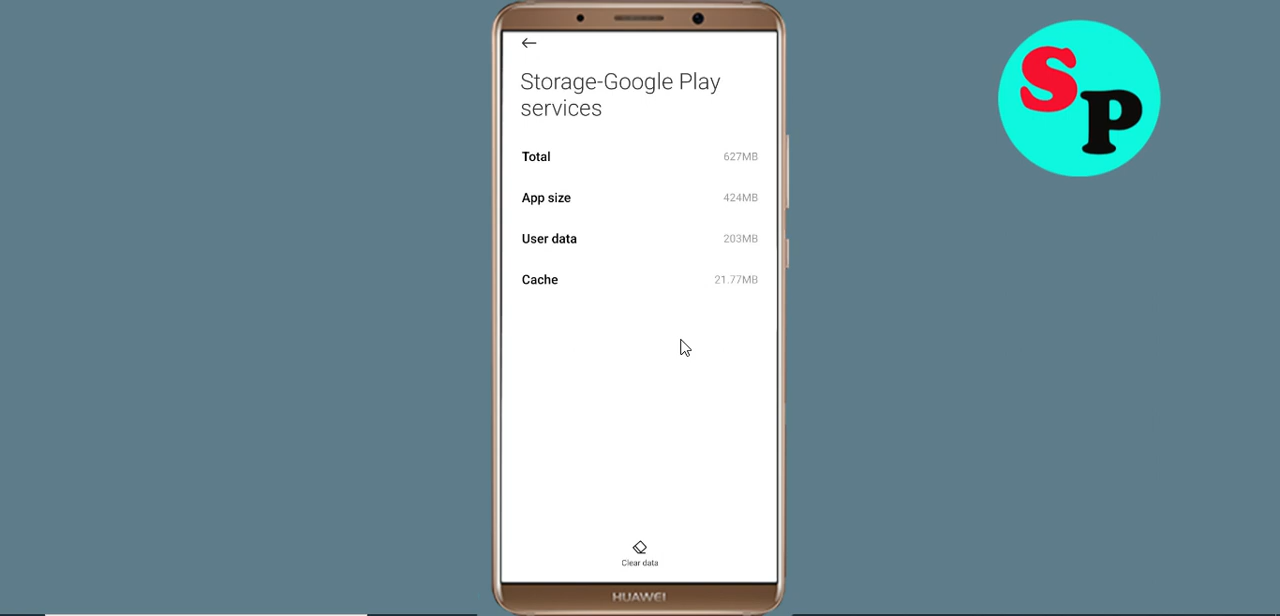 Storage-Google Play
services
Total 627MB
App size 424MB
User data 203MB
Cache 21.77MB
Clear data
HUAWEI
SP